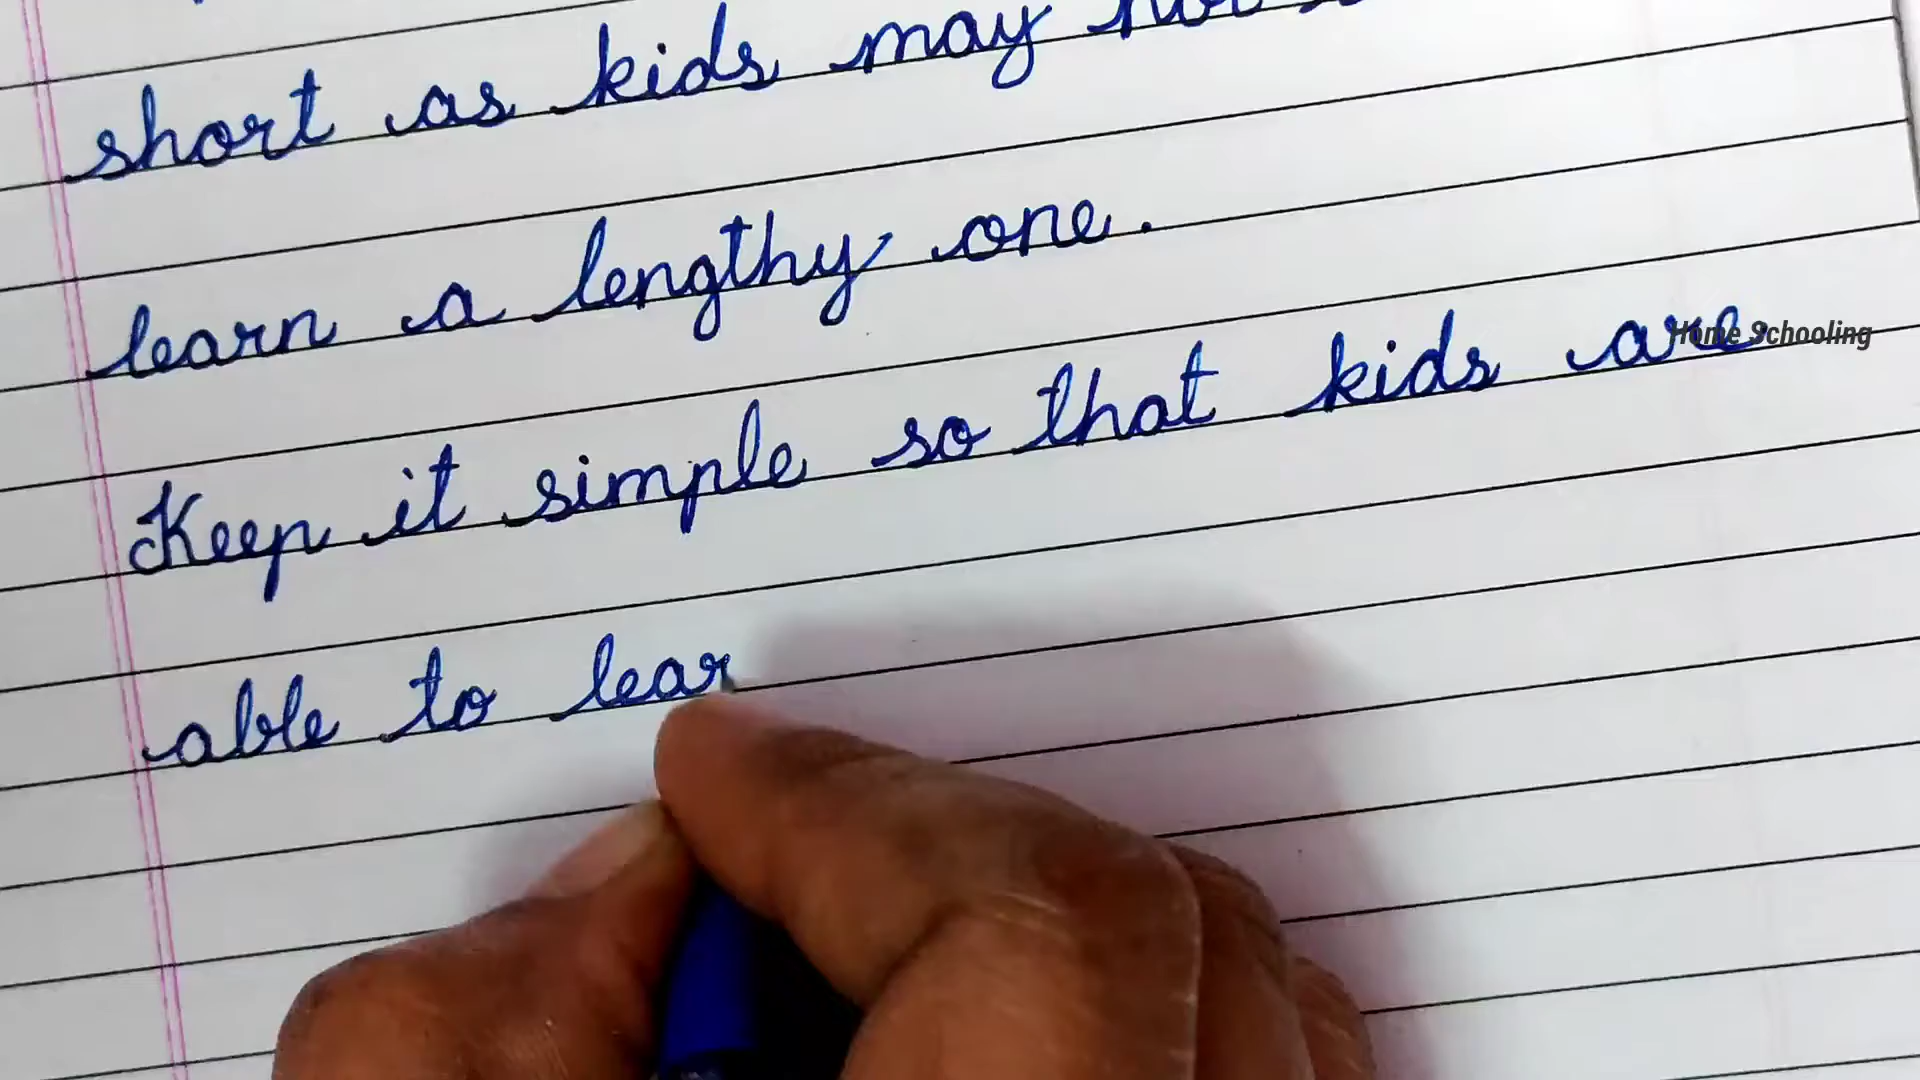 short as kids may
learn a lengthy one.
Keep it simple so that kids are
Home Schooling
able to lear